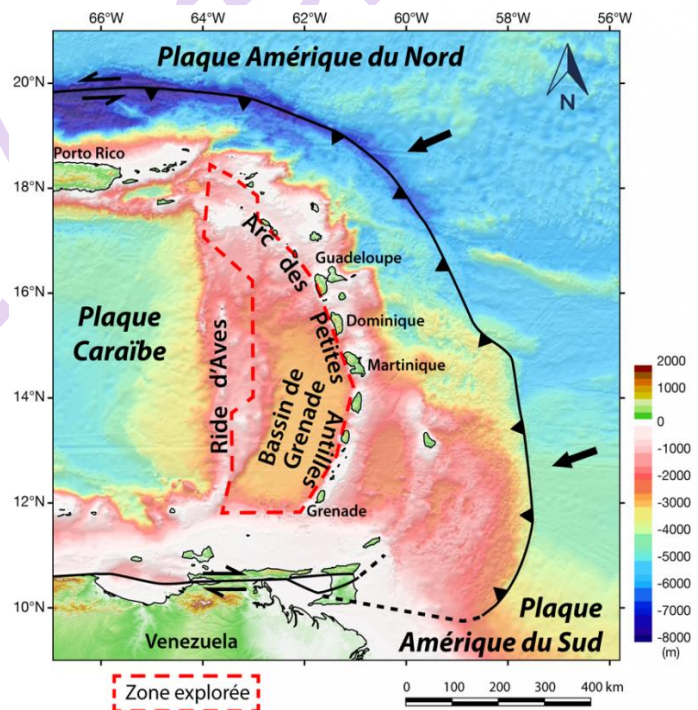 66°W 64°W 62°W 60°W 58°W 56°W
Plaque Amérique du Nord
20°N
N
Porto Rico
18°N
Arc des Petites Antilles
Guadeloupe
16°N
Plaque
Caraïbe
Dominique
Ride d'Aves
Martinique
14°N
Bassin de
Grenade
12°N
Grenade
10°N
Plaque
Amérique du Sud
Venezuela
2000
1000
0
-1000
-2000
-3000
-4000
-5000
-6000
-7000
-8000
(m)
Zone explorée
0 100 200 300 400 km